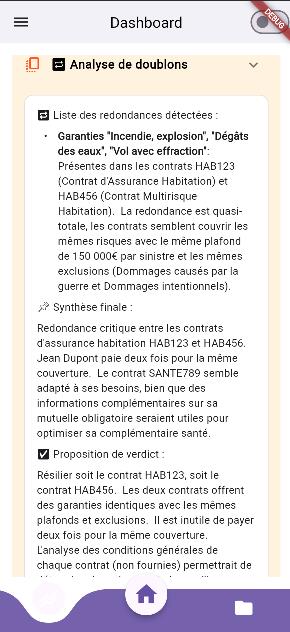 Dashboard
DEBUG
Analyse de doublons
Liste des redondances détectées :
• Garanties "Incendie, explosion", "Dégâts
des eaux", "Vol avec effraction":
Présentes dans les contrats HAB123
(Contrat d'Assurance Habitation) et
HAB456 (Contrat Multirisque
Habitation). La redondance est quasi-
totale, les contrats semblent couvrir les
mêmes risques avec le même plafond
de 150 000€ par sinistre et les mêmes
exclusions (Dommages causés par la
guerre et Dommages intentionnels).
Synthèse finale :
Redondance critique entre les contrats
d'assurance habitation HAB123 et HAB456.
Jean Dupont paie deux fois pour la même
couverture. Le contrat SANTE789 semble
adapté à ses besoins, bien que des
informations complémentaires sur sa
mutuelle obligatoire seraient utiles pour
optimiser sa complémentaire santé.
Proposition de verdict :
Résilier soit le contrat HAB123, soit le
contrat HAB456. Les deux contrats offrent
des garanties identiques avec les mêmes
plafonds et exclusions. Il est inutile de payer
deux fois pour la même couverture.
L'analyse des conditions générales de
chaque contrat (non fournies) permettrait de